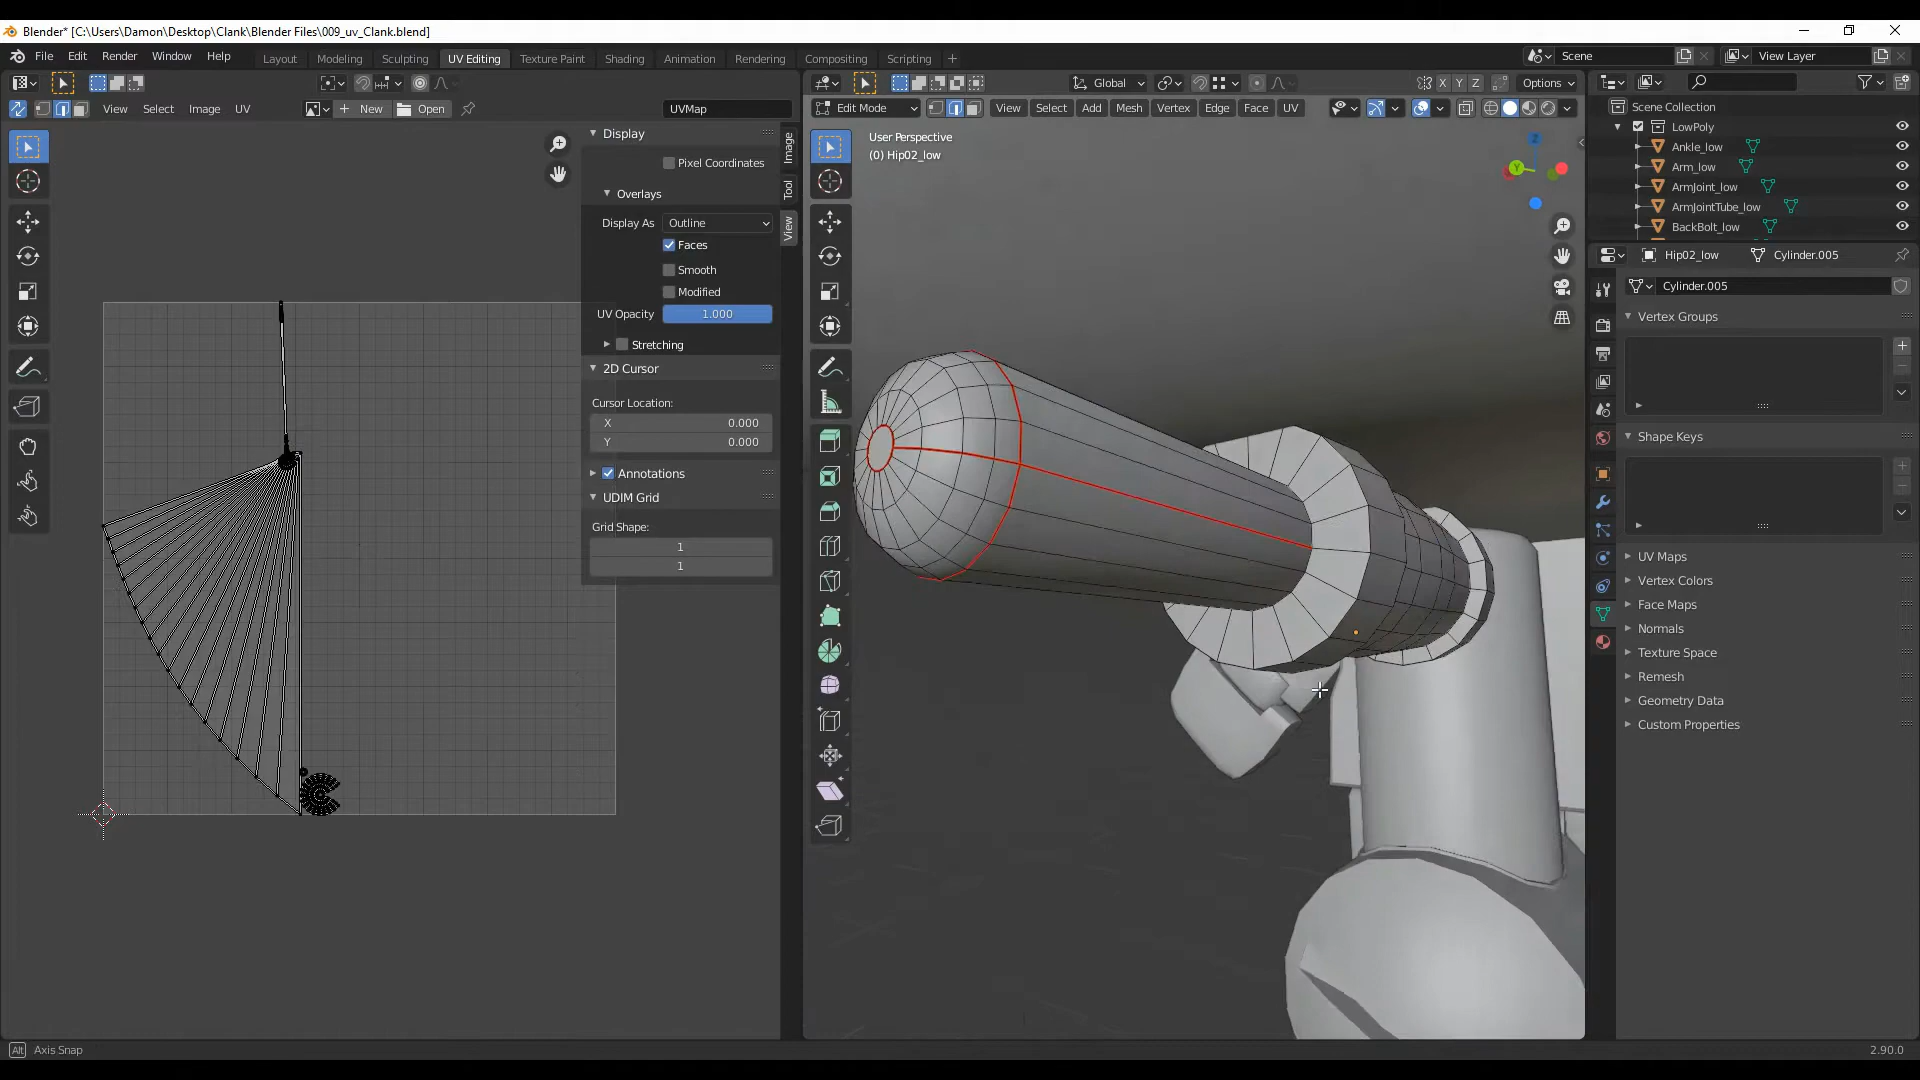 Blender* [C:\Users\Damon\Desktop\Clank\Blender Files\009_uv_Clank.blend]
File Edit Render Window Help Layout Modeling Sculpting UV Editing Texture Paint Shading Animation Rendering Compositing Scripting + Scene View Layer
Global X Y Z Options
View Select Image UV + New Open UVMap Edit Mode View Select Add Mesh Vertex Edge Face UV
Scene Collection
LowPoly
Ankle_low
Arm_low
ArmJoint_low
ArmJointTube_low
BackBolt_low
Display
Pixel Coordinates
Overlays
Display As Outline
Faces
Smooth
Modified
UV Opacity 1.000
Stretching
2D Cursor
Cursor Location:
X 0.000
Y 0.000
Annotations
UDIM Grid
Grid Shape:
1
1
Image
Tool
View
User Perspective
(0) Hip02_low
Z
Y
Hip02_low Cylinder.005
Cylinder.005
Vertex Groups
Shape Keys
UV Maps
Vertex Colors
Face Maps
Normals
Texture Space
Remesh
Geometry Data
Custom Properties
Alt Axis Snap 2.90.0